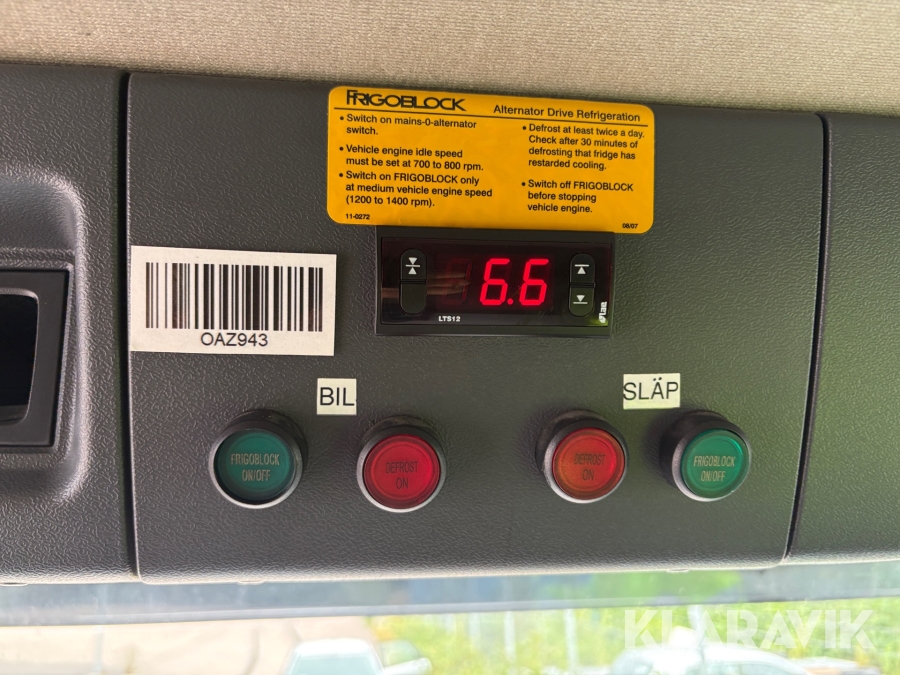 FRIGOBLOCK Alternator Drive Refrigeration
• Switch on mains-0-alternator
switch.
• Vehicle engine idle speed
must be set at 700 to 800 rpm.
• Switch on FRIGOBLOCK only
at medium vehicle engine speed
(1200 to 1400 rpm).
11-0272
• Defrost at least twice a day.
Check after 30 minutes of
defrosting that fridge has
restarded cooling.
• Switch off FRIGOBLOCK
before stopping
vehicle engine.
08/07
6.6
LTS12
OAZ943
BIL
SLÄP
FRIGOBLOCK
ON/OFF
DEFROST
ON
DEFROST
ON
FRIGOBLOCK
ON/OFF
KLARAVIK